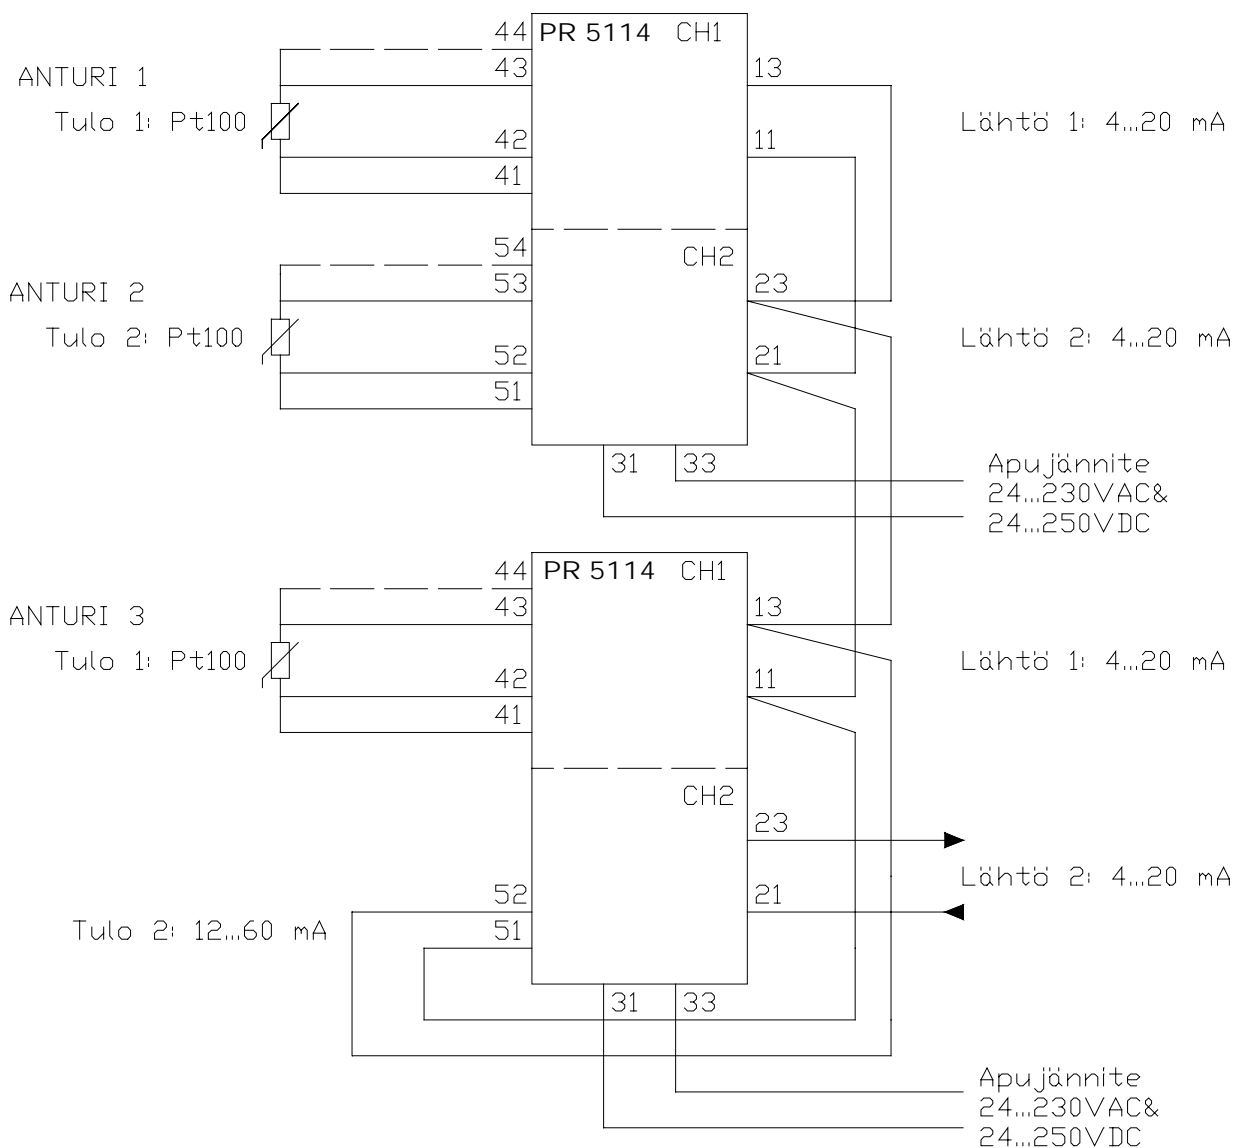 44 PR 5114 CH1
43 13
ANTURI 1
Tulo 1: Pt100 Lähtö 1: 4...20 mA
42 11
41
54 CH2
53 23
ANTURI 2
Tulo 2: Pt100 Lähtö 2: 4...20 mA
52 21
51
31 33 Apujännite
24...230VAC&
24...250VDC
44 PR 5114 CH1
43 13
ANTURI 3
Tulo 1: Pt100 Lähtö 1: 4...20 mA
42 11
41
CH2
23
Lähtö 2: 4...20 mA
52 21
Tulo 2: 12...60 mA
51
31 33
Apujännite
24...230VAC&
24...250VDC